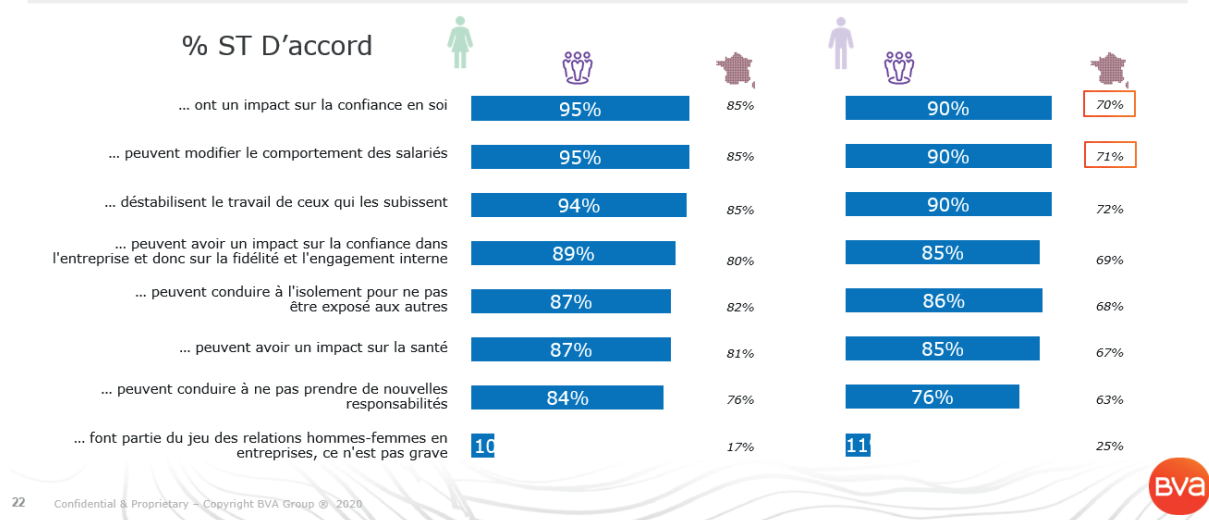 % ST D’accord
… ont un impact sur la confiance en soi 95% 85% 90% 70%
… peuvent modifier le comportement des salariés 95% 85% 90% 71%
… déstabilisent le travail de ceux qui les subissent 94% 85% 90% 72%
… peuvent avoir un impact sur la confiance dans
l'entreprise et donc sur la fidélité et l'engagement interne 89% 80% 85% 69%
… peuvent conduire à l'isolement pour ne pas
être exposé aux autres 87% 82% 86% 68%
… peuvent avoir un impact sur la santé 87% 81% 85% 67%
… peuvent conduire à ne pas prendre de nouvelles
responsabilités 84% 76% 76% 63%
… font partie du jeu des relations hommes-femmes en
entreprises, ce n'est pas grave 10 17% 11 25%
22 Confidential & Proprietary – Copyright BVA Group ® 2020
BVA